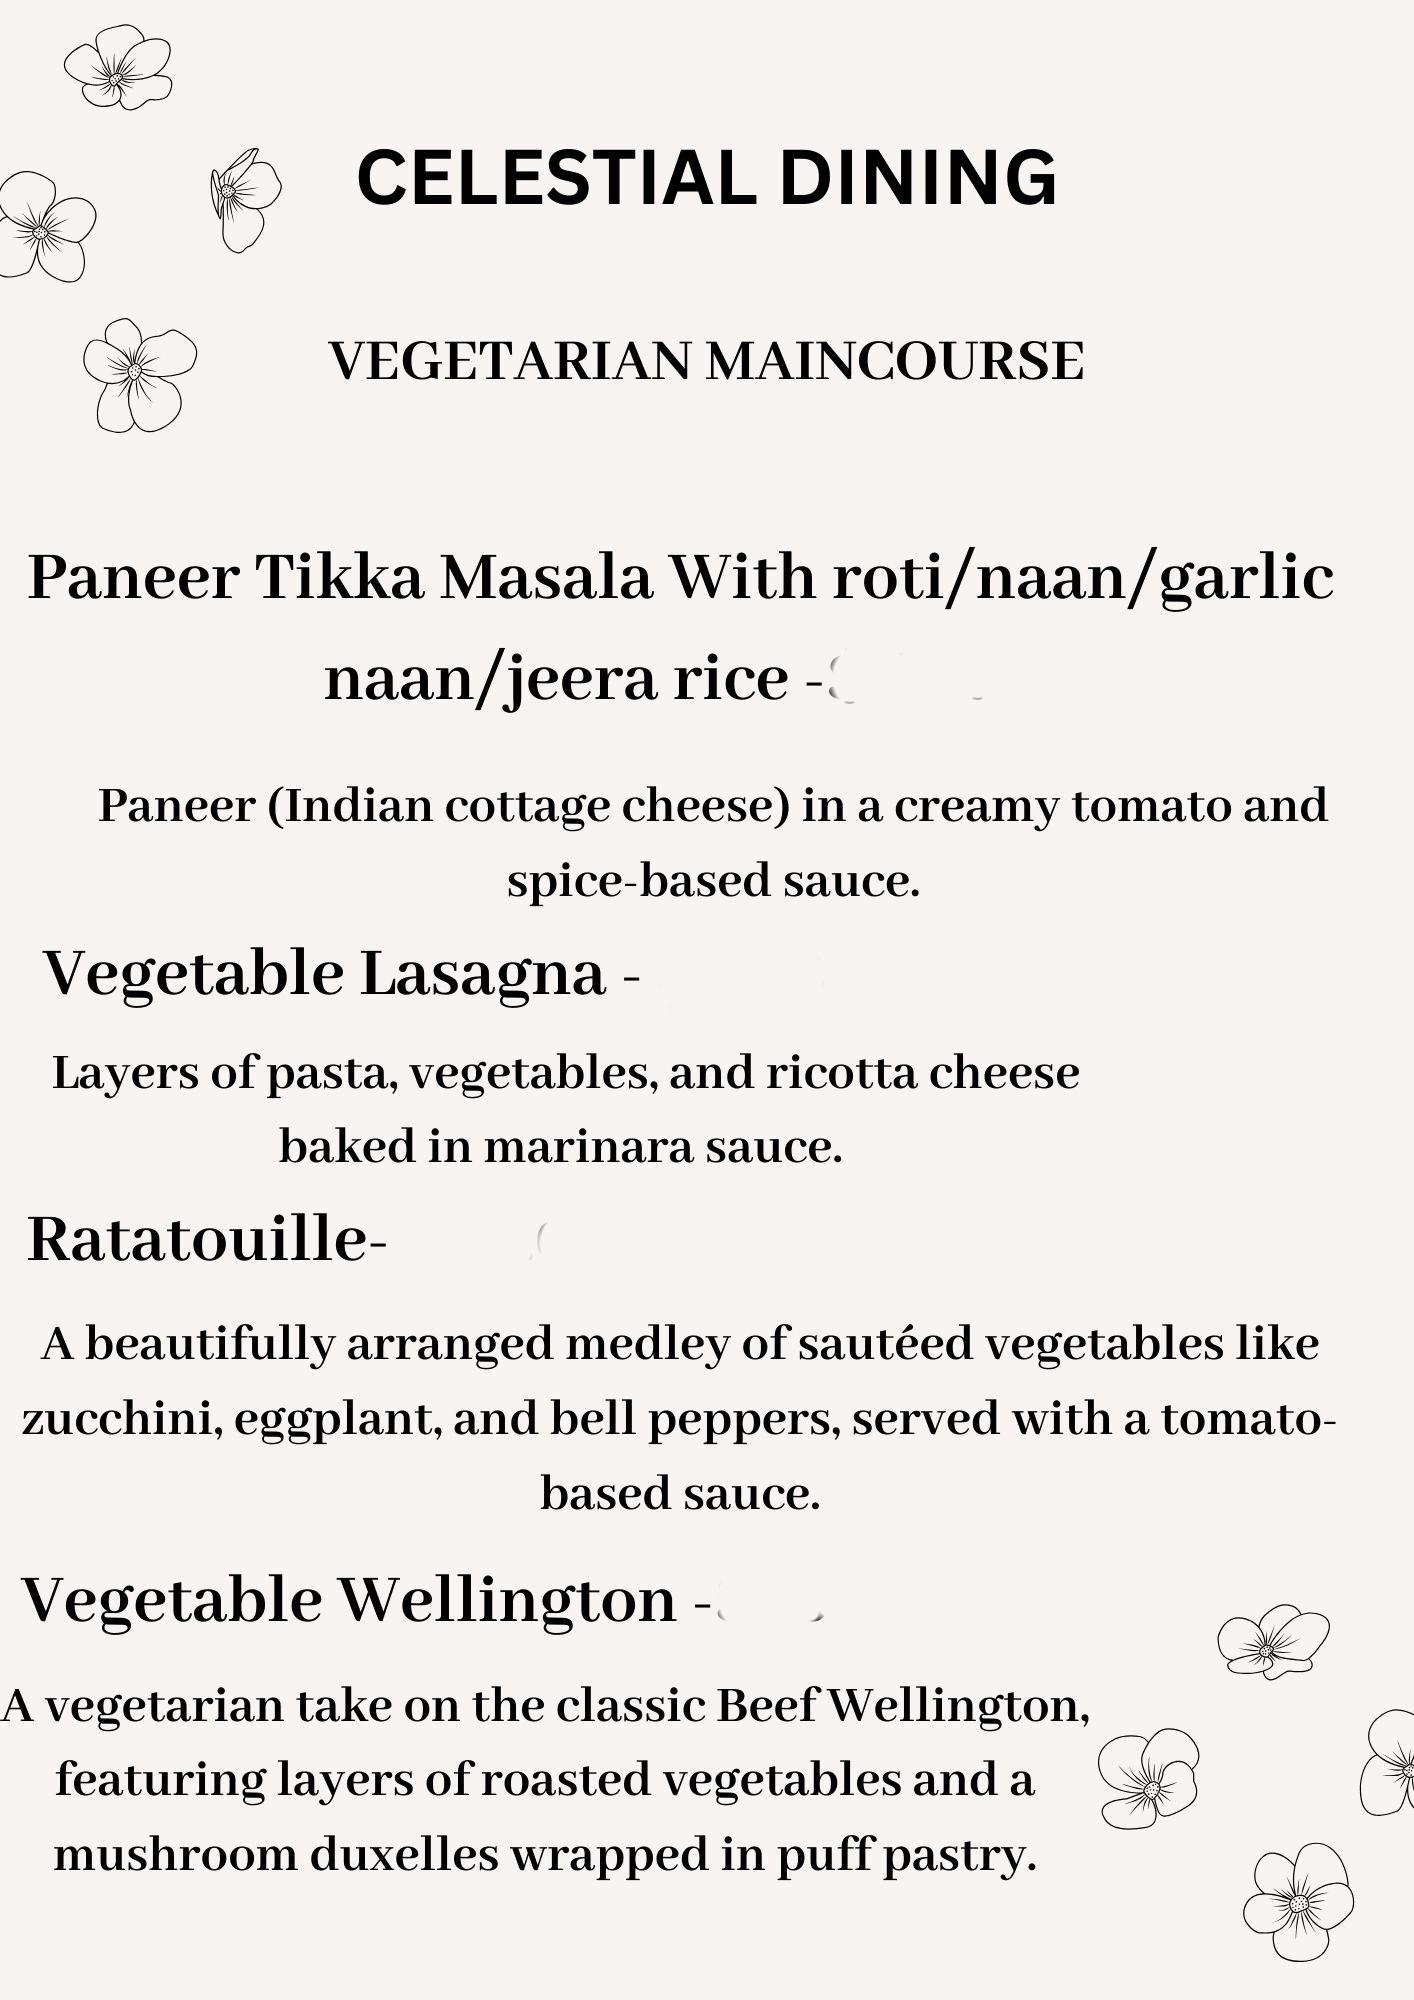 CELESTIAL DINING
VEGETARIAN MAINCOURSE
Paneer Tikka Masala With roti/naan/garlic
naan/jeera rice -
Paneer (Indian cottage cheese) in a creamy tomato and
spice-based sauce.
Vegetable Lasagna -
Layers of pasta, vegetables, and ricotta cheese
baked in marinara sauce.
Ratatouille-
A beautifully arranged medley of sautéed vegetables like
zucchini, eggplant, and bell peppers, served with a tomato-
based sauce.
Vegetable Wellington -
A vegetarian take on the classic Beef Wellington,
featuring layers of roasted vegetables and a
mushroom duxelles wrapped in puff pastry.